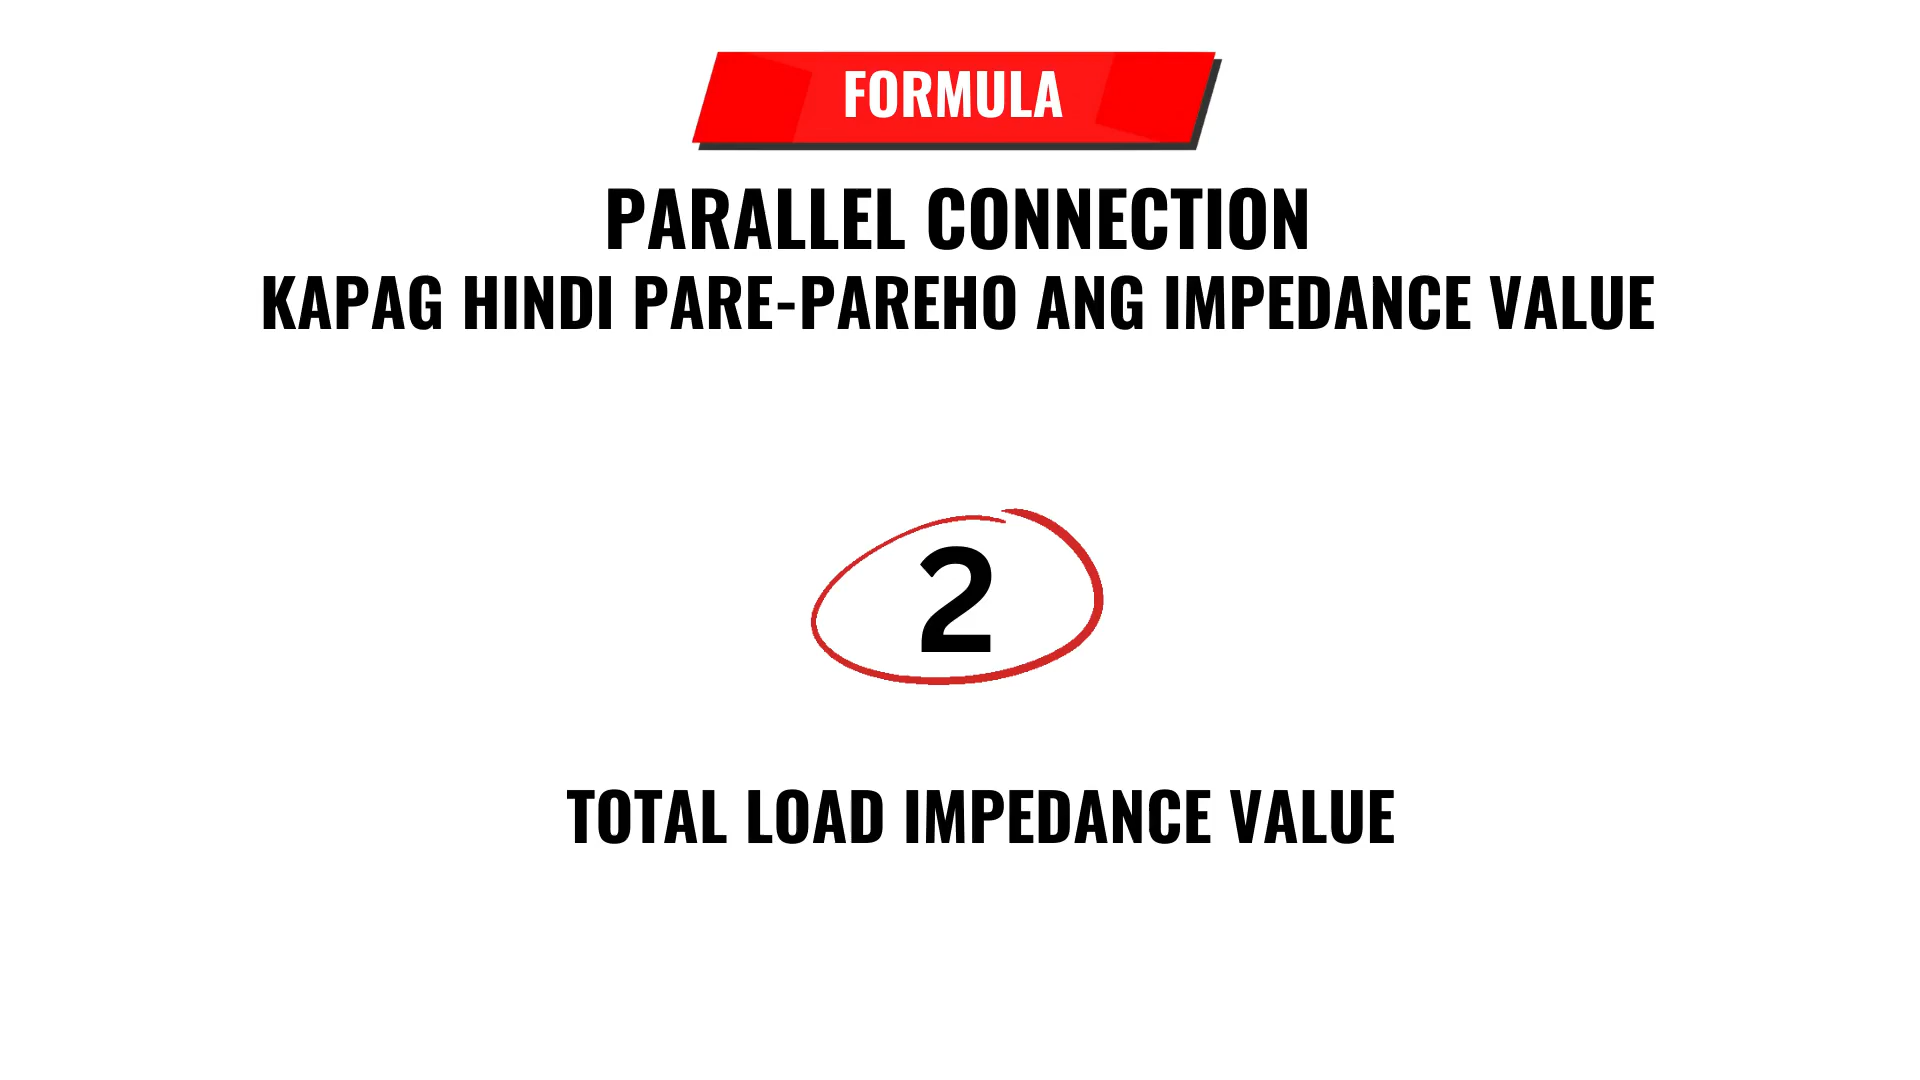 FORMULA
PARALLEL CONNECTION
KAPAG HINDI PARE-PAREHO ANG IMPEDANCE VALUE
2
TOTAL LOAD IMPEDANCE VALUE